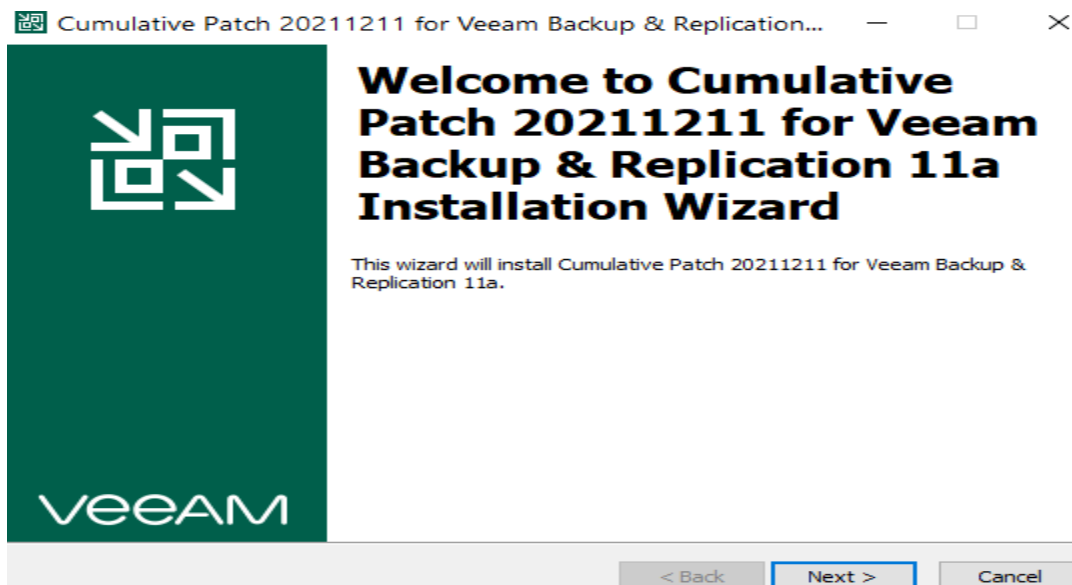 Cumulative Patch 20211211 for Veeam Backup & Replication...
Welcome to Cumulative
Patch 20211211 for Veeam
Backup & Replication 11a
Installation Wizard
This wizard will install Cumulative Patch 20211211 for Veeam Backup &
Replication 11a.
veeAM
< Back Next > Cancel